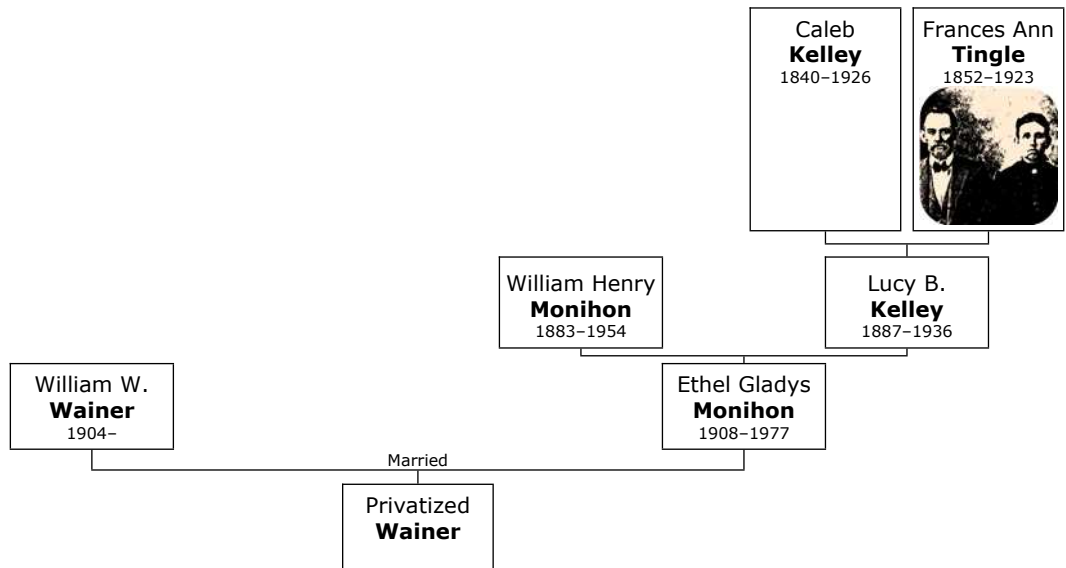 Caleb
Kelley
1840–1926
Frances Ann
Tingle
1852–1923
William Henry
Monihon
1883–1954
Lucy B.
Kelley
1887–1936
William W.
Wainer
1904–
Ethel Gladys
Monihon
1908–1977
Married
Privatized
Wainer